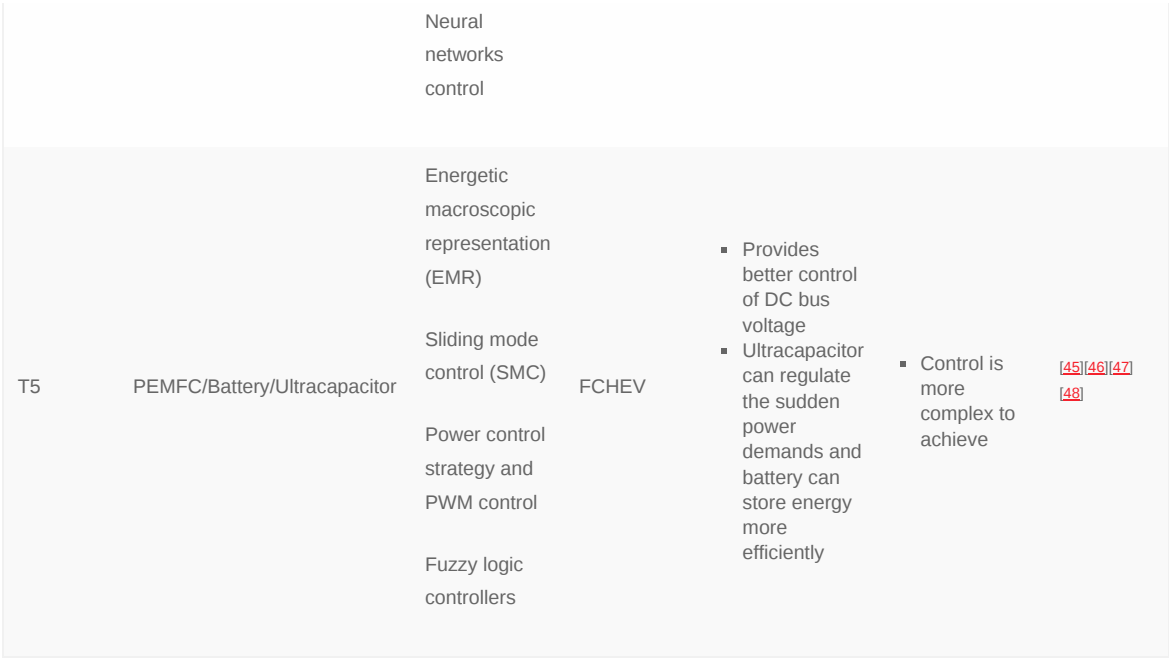 Neural
networks
control
T5
PEMFC/Battery/Ultracapacitor
Energetic
macroscopic
representation
(EMR)
Sliding mode
control (SMC)
Power control
strategy and
PWM control
Fuzzy logic
controllers
FCHEV
▪ Provides
better control
of DC bus
voltage
▪ Ultracapacitor
can regulate
the sudden
power
demands and
battery can
store energy
more
efficiently
▪ Control is
more
complex to
achieve
[45][46][47]
[48]